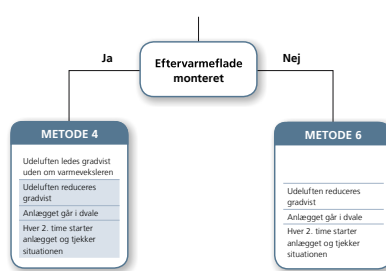 Ja
Eftervarmeflade
monteret
Nej
METODE 4
Udeluften ledes gradvist
uden om varmeveksleren
Udeluften reduceres
gradvist
Anlægget går i dvale
Hver 2. time starter
anlægget og tjekker
situationen
METODE 6
Udeluften reduceres
gradvist
Anlægget går i dvale
Hver 2. time starter
anlægget og tjekker
situationen